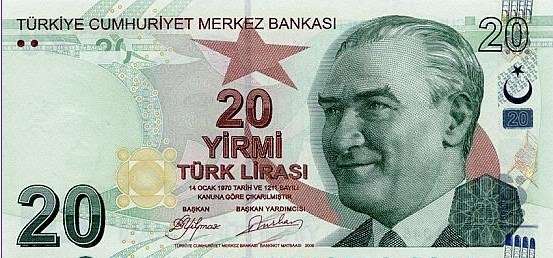 TÜRKİYE CUMHURİYET MERKEZ BANKASI
20
20
20
YİRMİ
TÜRK LİRASI
14 OCAK 1970 TARİH VE 1211 SAYILI
KANUNA GÖRE ÇIKARILMIŞTIR.
BAŞKAN BAŞKAN YARDIMCISI
20
20
TÜRKİYE CUMHURİYET MERKEZ BANKASI BANKNOT MATBAASI 2009